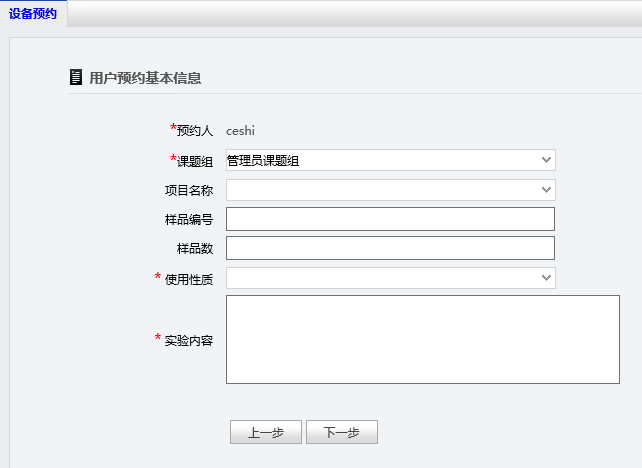 设备预约
用户预约基本信息
*预约人 ceshi
*课题组 管理员课题组
项目名称
样品编号
样品数
* 使用性质
* 实验内容
上一步 下一步